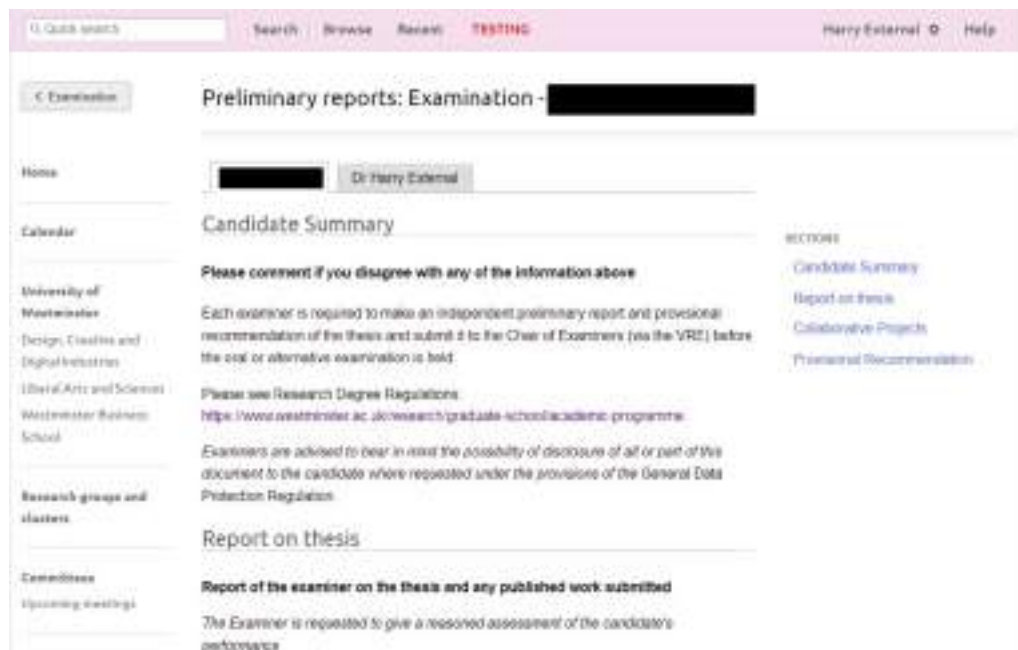 Quick search
Search Browse Recent TESTING
Harry External Help
< Examination
Preliminary reports: Examination -
Home
Calendar
University of
Westminster
Design, Creative and
Digital Industries
Liberal Arts and Sciences
Westminster Business
School
Research groups and
clusters
Committees
Upcoming meetings
Dr Harry External
Candidate Summary
Please comment if you disagree with any of the information above
Each examiner is required to make an independent preliminary report and provisional
recommendation of the thesis and submit it to the Chair of Examiners (via the VRE) before
the oral or alternative examination is held.
Please see Research Degree Regulations
https://www.westminster.ac.uk/research/graduate-school/academic-programme
Examiners are advised to bear in mind the possibility of disclosure of all or part of this
document to the candidate where requested under the provisions of the General Data
Protection Regulation
Report on thesis
Report of the examiner on the thesis and any published work submitted
The Examiner is requested to give a reasoned assessment of the candidate's
performance
SECTIONS
Candidate Summary
Report on thesis
Collaborative Projects
Provisional Recommendation